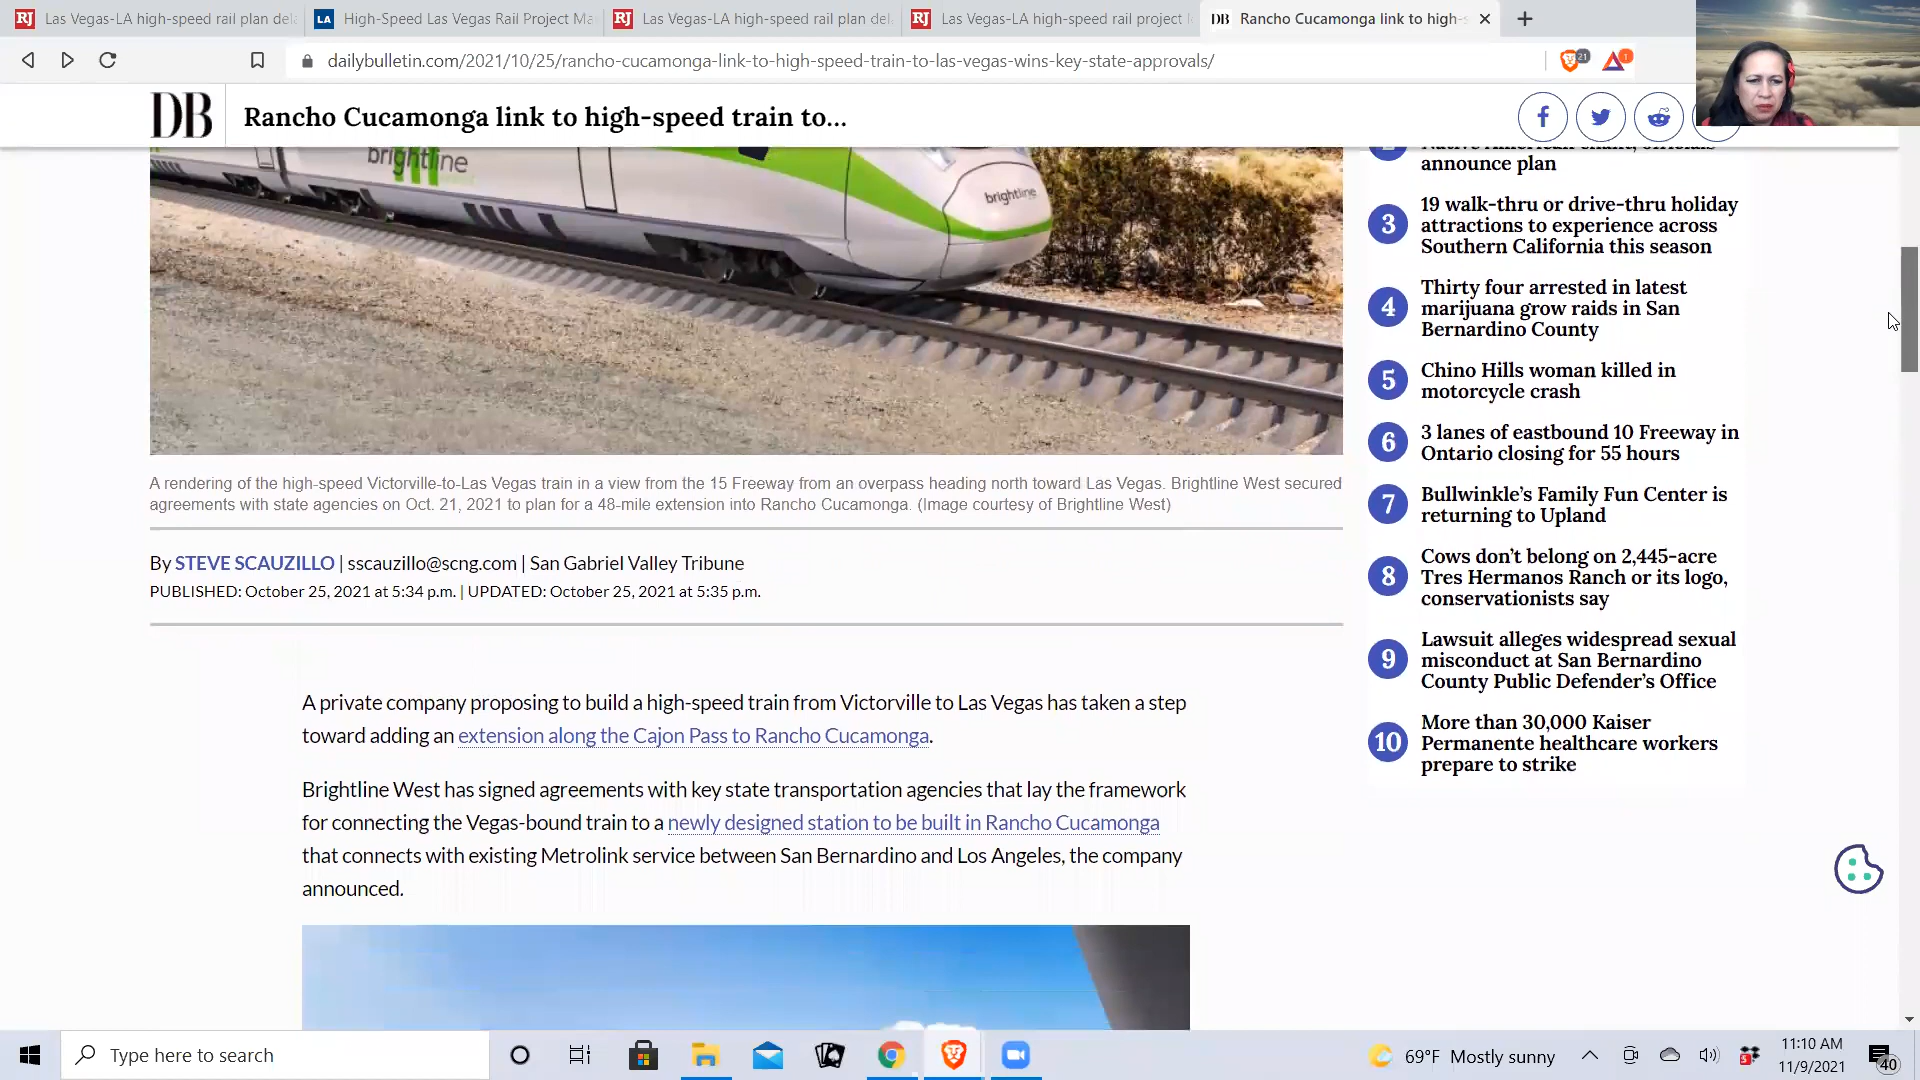 RJ Las Vegas-LA high-speed rail plan dela
LA High-Speed Las Vegas Rail Project Ma
RJ Las Vegas-LA high-speed rail plan del
RJ Las Vegas-LA high-speed rail project
DB Rancho Cucamonga link to high-s
dailybulletin.com/2021/10/25/rancho-cucamonga-link-to-high-speed-train-to-las-vegas-wins-key-state-approvals/
21
1
DB Rancho Cucamonga link to high-speed train to...
brightline
brightline
A rendering of the high-speed Victorville-to-Las Vegas train in a view from the 15 Freeway from an overpass heading north toward Las Vegas. Brightline West secured
agreements with state agencies on Oct. 21, 2021 to plan for a 48-mile extension into Rancho Cucamonga. (Image courtesy of Brightline West)
By STEVE SCAUZILLO | sscauzillo@scng.com | San Gabriel Valley Tribune
PUBLISHED: October 25, 2021 at 5:34 p.m. | UPDATED: October 25, 2021 at 5:35 p.m.
A private company proposing to build a high-speed train from Victorville to Las Vegas has taken a step
toward adding an extension along the Cajon Pass to Rancho Cucamonga.
Brightline West has signed agreements with key state transportation agencies that lay the framework
for connecting the Vegas-bound train to a newly designed station to be built in Rancho Cucamonga
that connects with existing Metrolink service between San Bernardino and Los Angeles, the company
announced.
announce plan
3 19 walk-thru or drive-thru holiday
attractions to experience across
Southern California this season
4 Thirty four arrested in latest
marijuana grow raids in San
Bernardino County
5 Chino Hills woman killed in
motorcycle crash
6 3 lanes of eastbound 10 Freeway in
Ontario closing for 55 hours
7 Bullwinkle's Family Fun Center is
returning to Upland
8 Cows don't belong on 2,445-acre
Tres Hermanos Ranch or its logo,
conservationists say
9 Lawsuit alleges widespread sexual
misconduct at San Bernardino
County Public Defender's Office
10 More than 30,000 Kaiser
Permanente healthcare workers
prepare to strike
Type here to search
69°F Mostly sunny
11:10 AM
11/9/2021
40